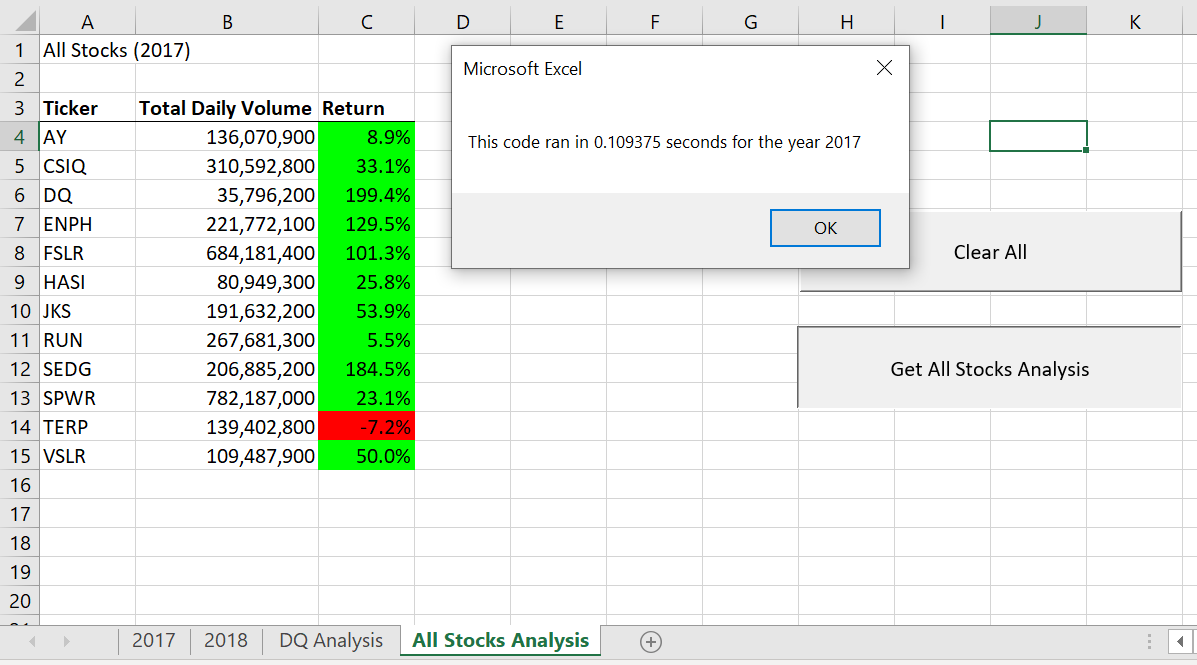 A B C D E F G H I J K
1 All Stocks (2017)
2
3 Ticker Total Daily Volume Return
4 AY 136,070,900 8.9%
5 CSIQ 310,592,800 33.1%
6 DQ 35,796,200 199.4%
7 ENPH 221,772,100 129.5%
8 FSLR 684,181,400 101.3%
9 HASI 80,949,300 25.8%
10 JKS 191,632,200 53.9%
11 RUN 267,681,300 5.5%
12 SEDG 206,885,200 184.5%
13 SPWR 782,187,000 23.1%
14 TERP 139,402,800 -7.2%
15 VSLR 109,487,900 50.0%
16
17
18
19
20
Microsoft Excel
This code ran in 0.109375 seconds for the year 2017
OK
Clear All
Get All Stocks Analysis
2017 2018 DQ Analysis All Stocks Analysis